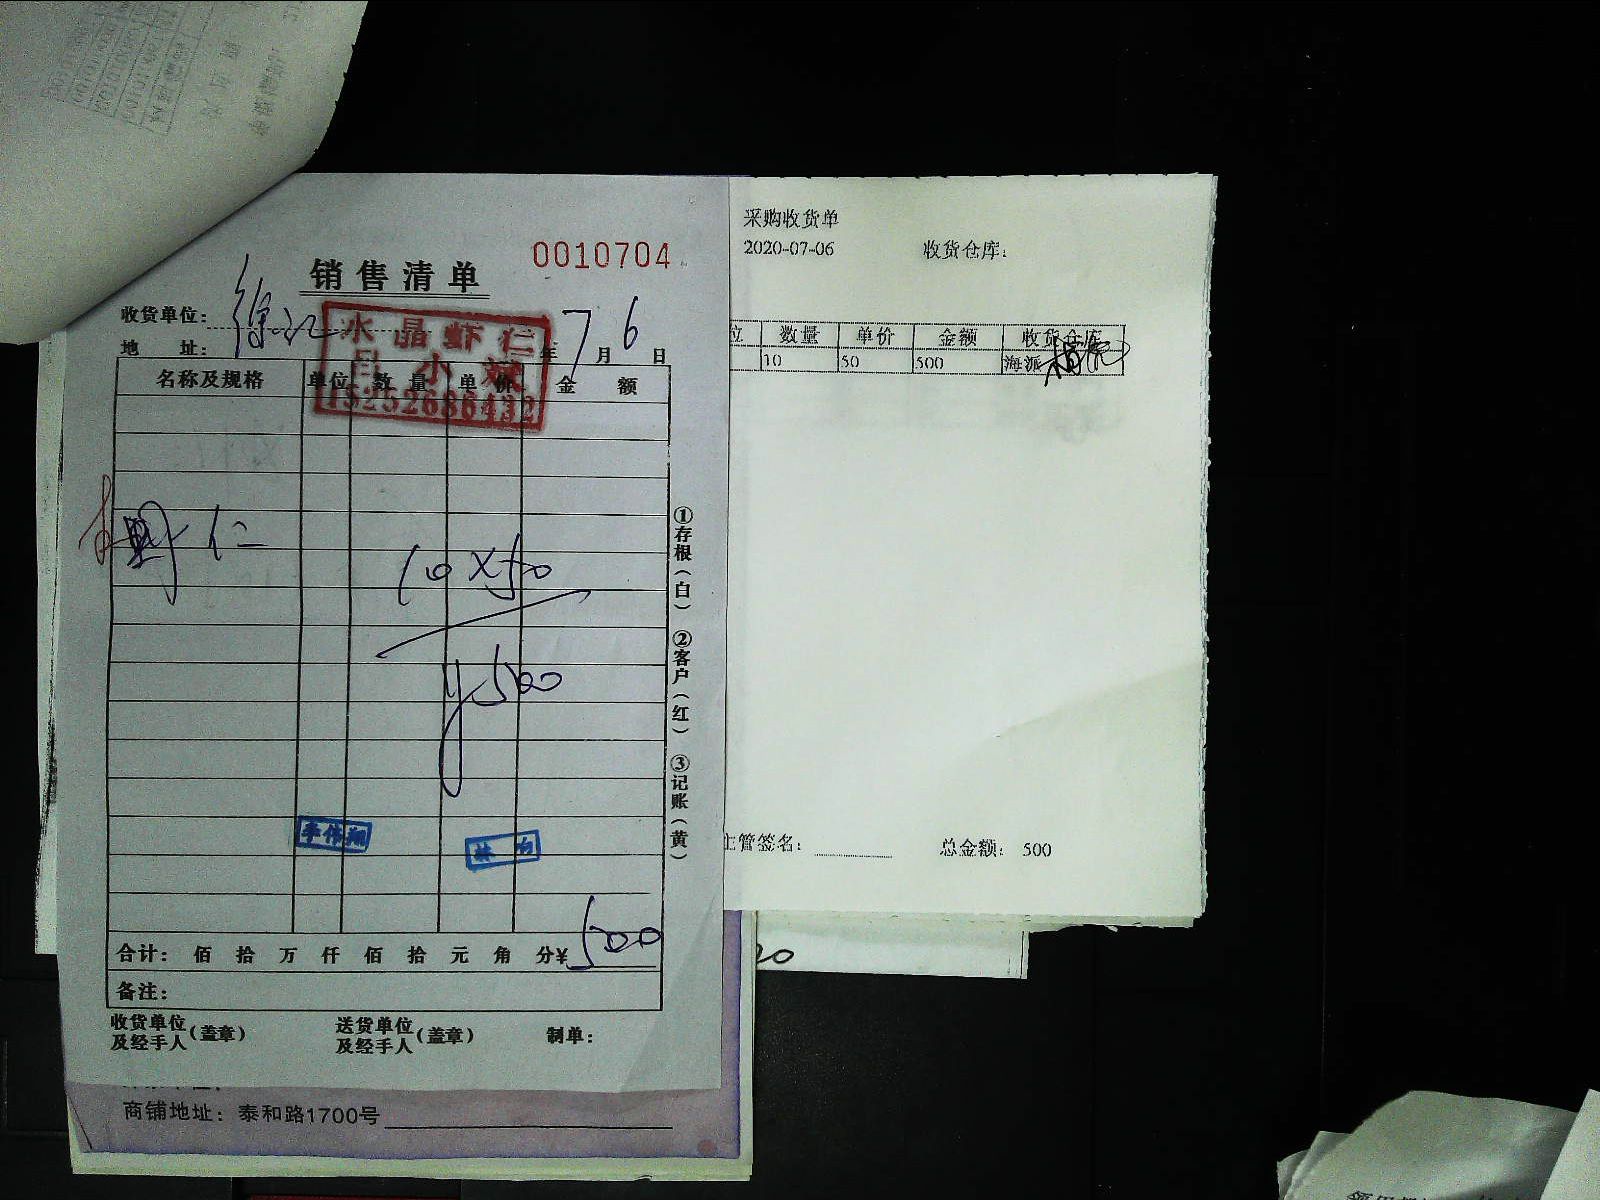 0010704
销售清单
收货单位：徐汇
地 址： 年 7 月 6 日
水晶虾仁
15252686432
名称及规格 单位 数量 单价 金额
虾仁 10×50
¥500
李伟翔
合计： 佰 拾 万 仟 佰 拾 元 角 分¥ 500
备注：
收货单位及经手人（盖章） 送货单位及经手人（盖章） 制单：
①存根（白） ②客户（红） ③记账（黄）
商铺地址：泰和路1700号
采购收货单
2020-07-06 收货仓库：
位 数量 单价 金额 收货仓库
10 50 500 海派
主管签名： 总金额： 500